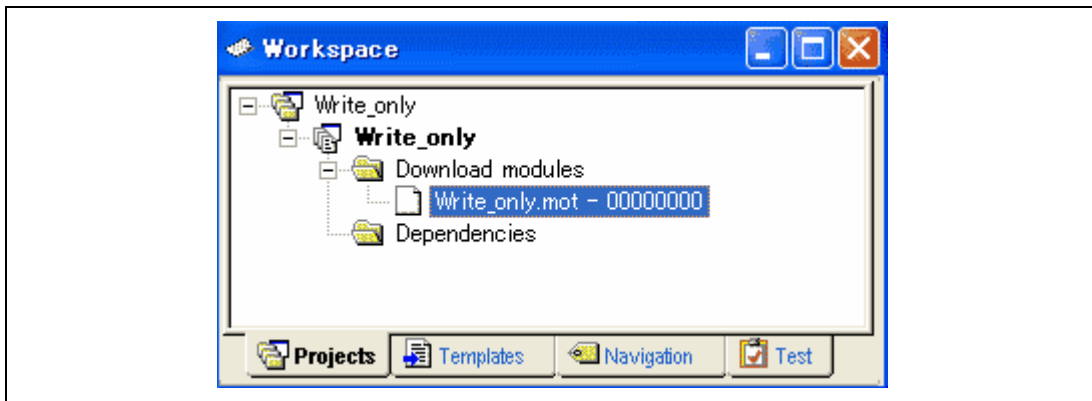 Workspace
Write_only
Write_only
Download modules
Write_only.mot - 00000000
Dependencies
Projects Templates Navigation Test